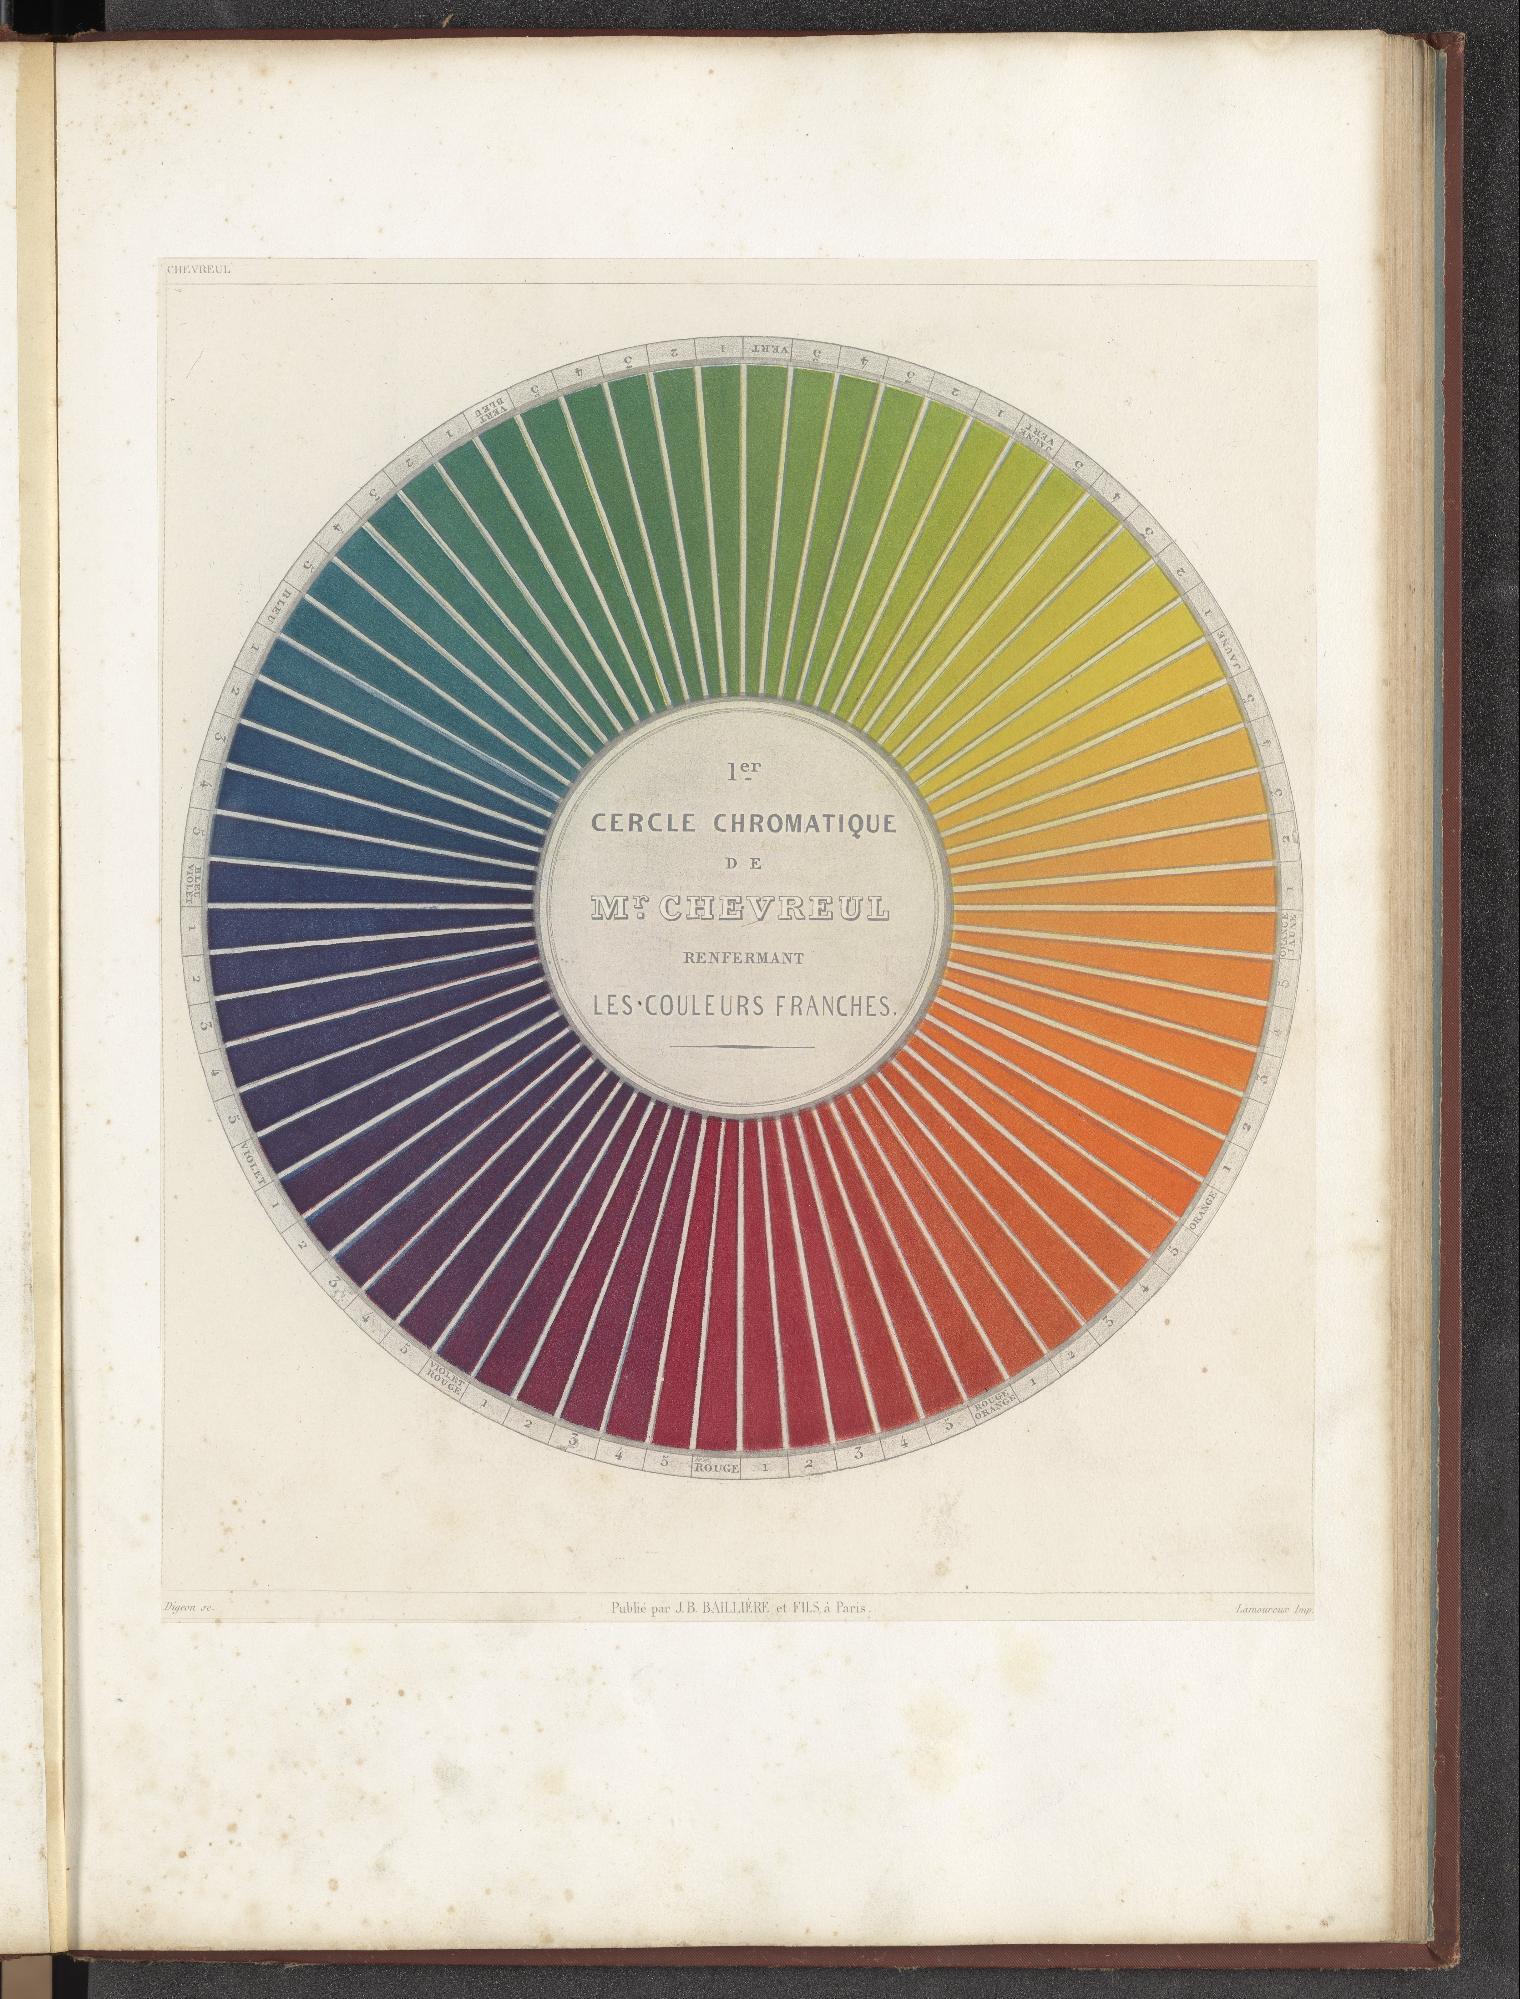 CHEVREUL
1er
CERCLE CHROMATIQUE
DE
Mr CHEVREUL
RENFERMANT
LES COULEURS FRANCHES.
ROUGE
1
2
3
4
5
ROUGE
ORANGE
1
2
3
4
5
ORANGE
1
2
3
4
5
ORANGE
JAUNE
1
2
3
4
5
JAUNE
1
2
3
4
5
JAUNE
VERT
1
2
3
4
5
VERT
1
2
3
4
5
VERT
BLEU
1
2
3
4
5
BLEU
1
2
3
4
5
BLEU
VIOLET
1
2
3
4
5
VIOLET
1
2
3
4
5
VIOLET
ROUGE
1
2
3
4
5
Digeon sc.
Publié par J.B. BAILLIÈRE et FILS, à Paris.
Lamoureux Imp.